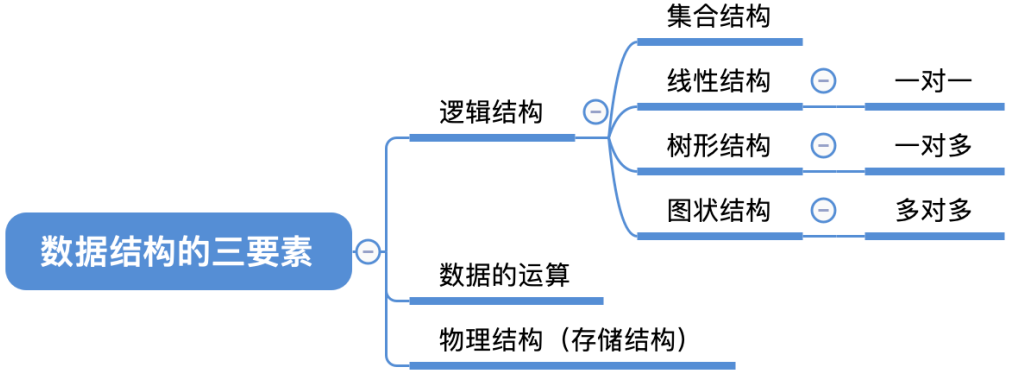 数据结构的三要素
逻辑结构
集合结构
线性结构
一对一
树形结构
一对多
图状结构
多对多
数据的运算
物理结构（存储结构）